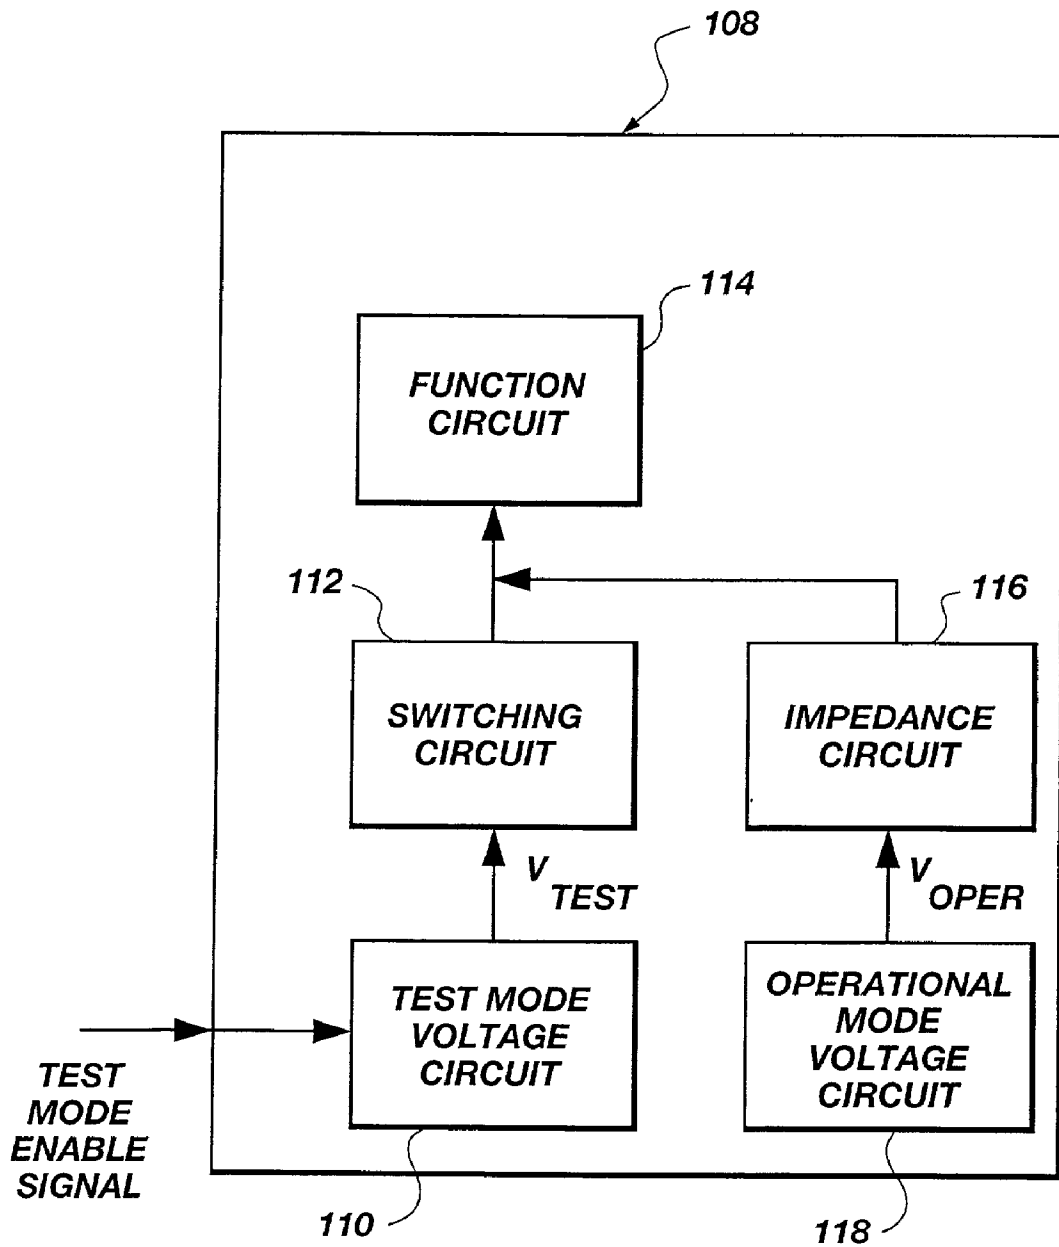 108
114
FUNCTION
CIRCUIT
112
116
SWITCHING
CIRCUIT
IMPEDANCE
CIRCUIT
V TEST
V OPER
TEST MODE
VOLTAGE
CIRCUIT
OPERATIONAL
MODE
VOLTAGE
CIRCUIT
TEST
MODE
ENABLE
SIGNAL
110
118